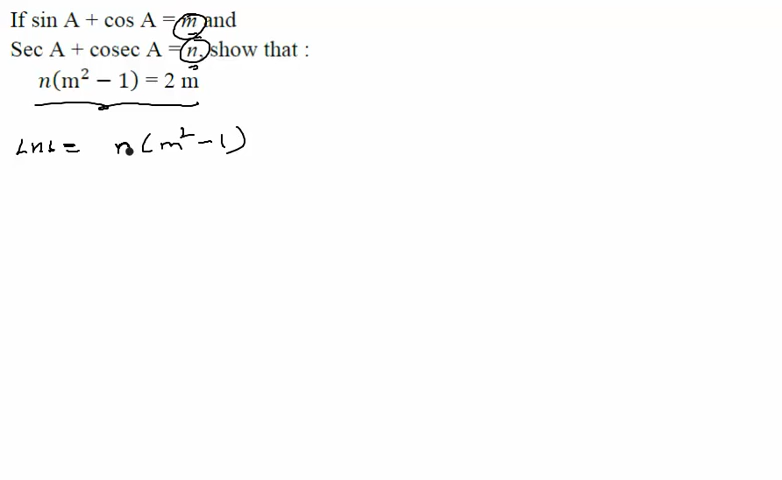 If sin A + cos A = m and
Sec A + cosec A = n, show that :
n(m² − 1) = 2 m
LHS = n(m² − 1)